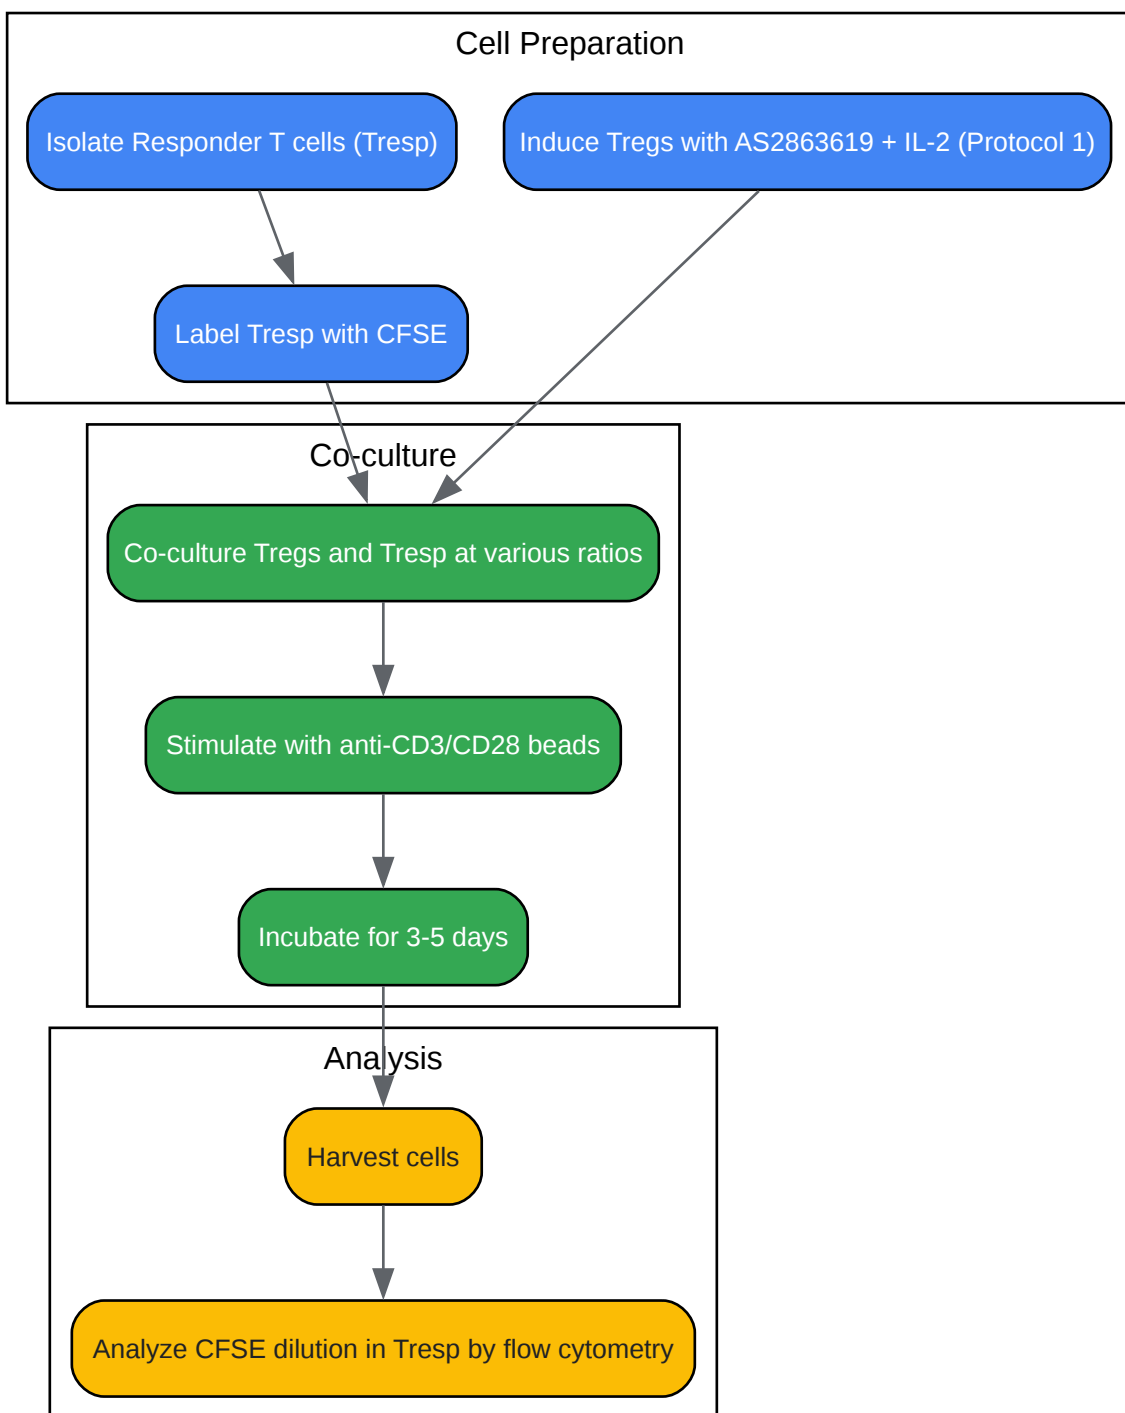 Cell Preparation
Isolate Responder T cells (Tresp)
Induce Tregs with AS2863619 + IL-2 (Protocol 1)
Label Tresp with CFSE
Co-culture
Co-culture Tregs and Tresp at various ratios
Stimulate with anti-CD3/CD28 beads
Incubate for 3-5 days
Analysis
Harvest cells
Analyze CFSE dilution in Tresp by flow cytometry